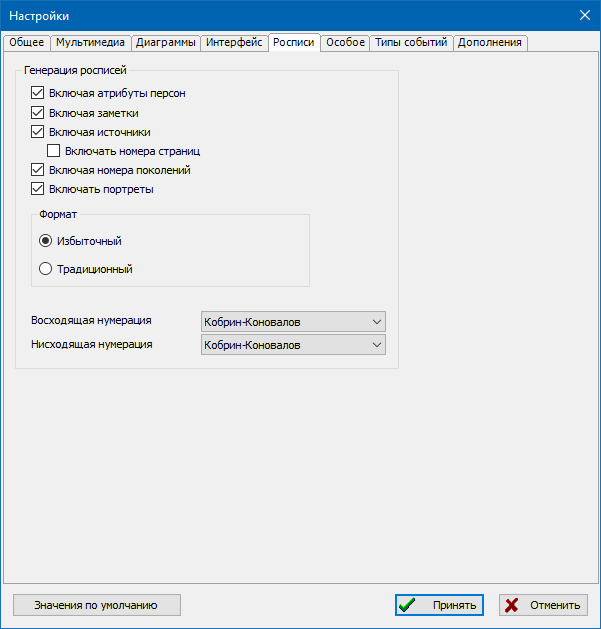 Настройки
Общее Мультимедиа Диаграммы Интерфейс Росписи Особое Типы событий Дополнения
Генерация росписей
Включая атрибуты персон
Включая заметки
Включая источники
Включать номера страниц
Включая номера поколений
Включать портреты
Формат
Избыточный
Традиционный
Восходящая нумерация Кобрин-Коновалов
Нисходящая нумерация Кобрин-Коновалов
Значения по умолчанию Принять Отменить